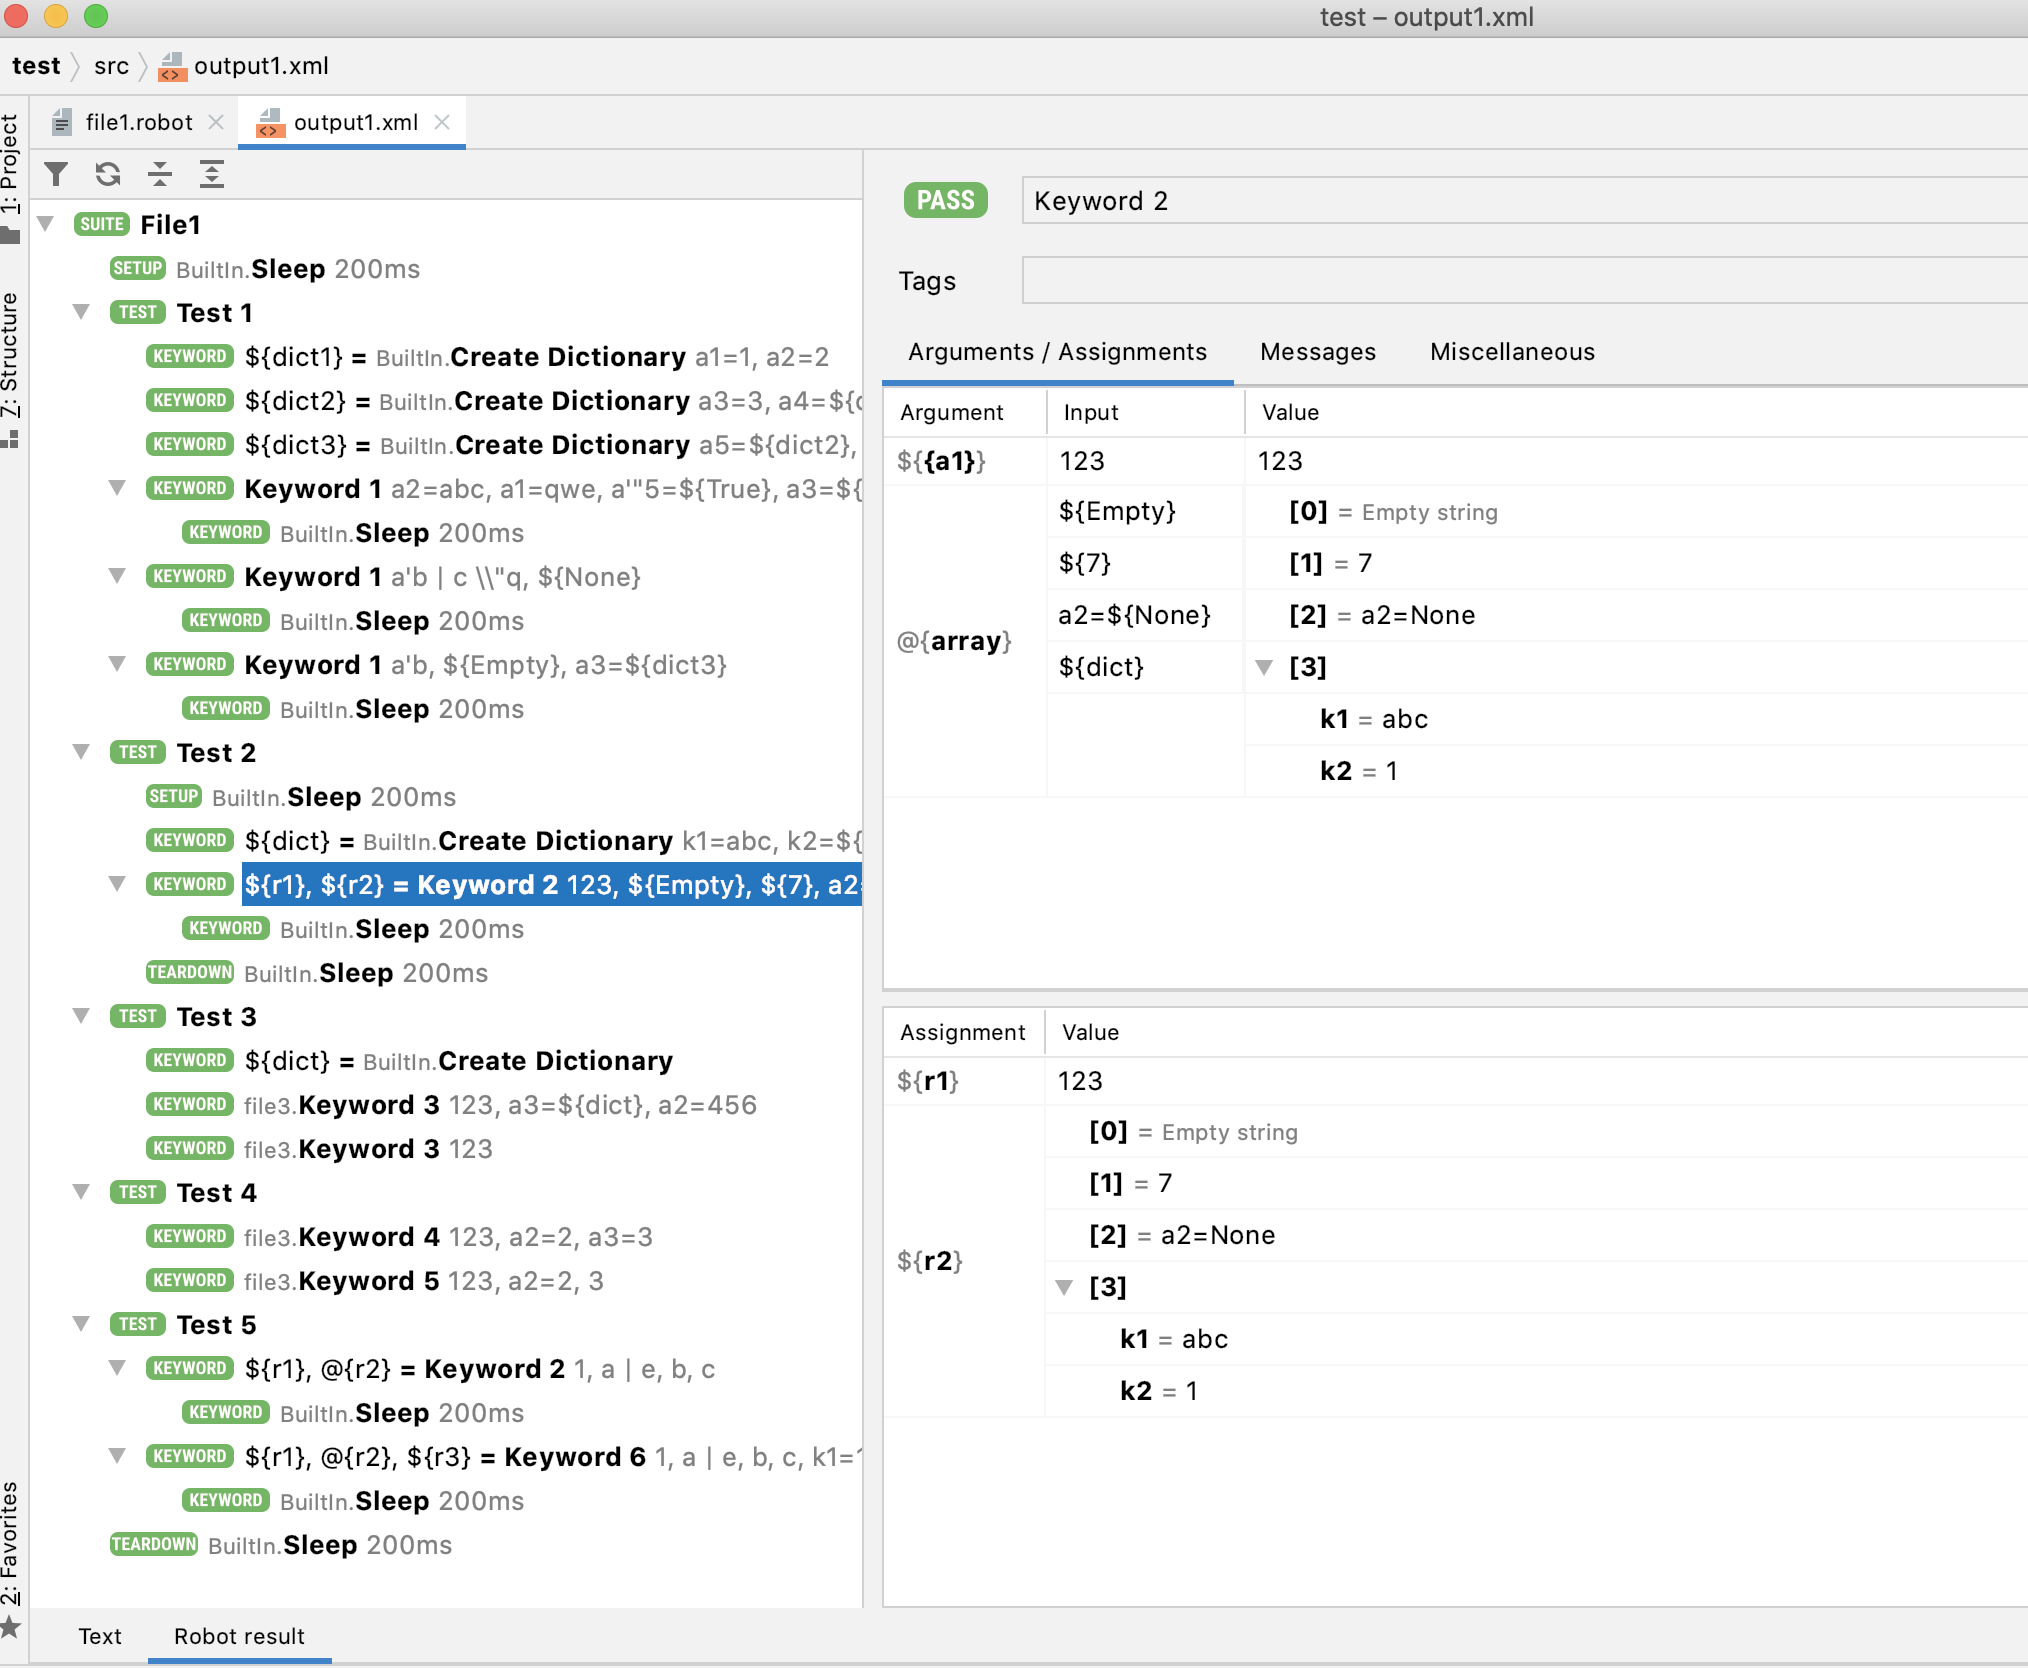 test – output1.xml
test src output1.xml
1: Project
7: Structure
2: Favorites
file1.robot output1.xml
SUITE File1
SETUP BuiltIn.Sleep 200ms
TEST Test 1
KEYWORD ${dict1} = BuiltIn.Create Dictionary a1=1, a2=2
KEYWORD ${dict2} = BuiltIn.Create Dictionary a3=3, a4=${
KEYWORD ${dict3} = BuiltIn.Create Dictionary a5=${dict2},
KEYWORD Keyword 1 a2=abc, a1=qwe, a'"5=${True}, a3=${
KEYWORD BuiltIn.Sleep 200ms
KEYWORD Keyword 1 a'b | c \\"q, ${None}
KEYWORD BuiltIn.Sleep 200ms
KEYWORD Keyword 1 a'b, ${Empty}, a3=${dict3}
KEYWORD BuiltIn.Sleep 200ms
TEST Test 2
SETUP BuiltIn.Sleep 200ms
KEYWORD ${dict} = BuiltIn.Create Dictionary k1=abc, k2=${
KEYWORD ${r1}, ${r2} = Keyword 2 123, ${Empty}, ${7}, a2=
KEYWORD BuiltIn.Sleep 200ms
TEARDOWN BuiltIn.Sleep 200ms
TEST Test 3
KEYWORD ${dict} = BuiltIn.Create Dictionary
KEYWORD file3.Keyword 3 123, a3=${dict}, a2=456
KEYWORD file3.Keyword 3 123
TEST Test 4
KEYWORD file3.Keyword 4 123, a2=2, a3=3
KEYWORD file3.Keyword 5 123, a2=2, 3
TEST Test 5
KEYWORD ${r1}, @{r2} = Keyword 2 1, a | e, b, c
KEYWORD BuiltIn.Sleep 200ms
KEYWORD ${r1}, @{r2}, ${r3} = Keyword 6 1, a | e, b, c, k1=
KEYWORD BuiltIn.Sleep 200ms
TEARDOWN BuiltIn.Sleep 200ms
Text Robot result
PASS Keyword 2
Tags
Arguments / Assignments Messages Miscellaneous
Argument Input Value
${{a1}} 123 123
${Empty} [0] = Empty string
${7} [1] = 7
a2=${None} [2] = a2=None
@{array}
${dict} [3]
k1 = abc
k2 = 1
Assignment Value
${r1} 123
[0] = Empty string
[1] = 7
[2] = a2=None
${r2}
[3]
k1 = abc
k2 = 1